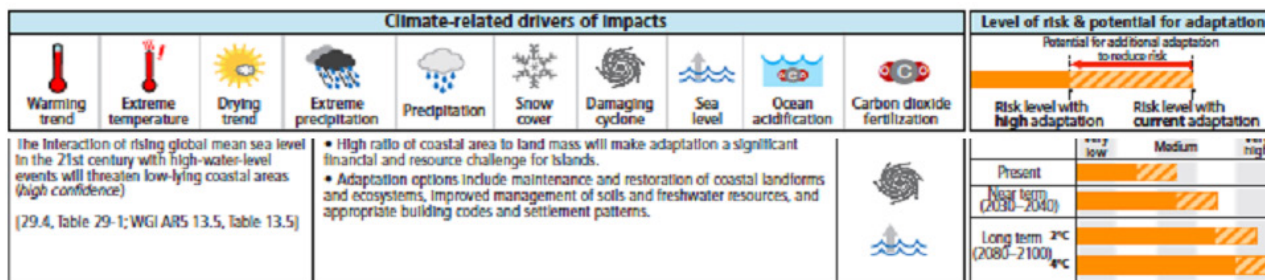 Climate-related drivers of impacts
Level of risk & potential for adaptation
Potential for additional adaptation
to reduce risk
Warming
trend
Extreme
temperature
Drying
trend
Extreme
precipitation
Precipitation
Snow
cover
Damaging
cyclone
Sea
level
Ocean
acidification
Carbon dioxide
fertilization
Risk level with
high adaptation
Risk level with
current adaptation
The interaction of rising global mean sea level
in the 21st century with high-water-level
events will threaten low-lying coastal areas
(high confidence)
[29.4, Table 29-1; WGI AR5 13.5, Table 13.5]
• High ratio of coastal area to land mass will make adaptation a significant
financial and resource challenge for islands.
• Adaptation options include maintenance and restoration of coastal landforms
and ecosystems, improved management of soils and freshwater resources, and
appropriate building codes and settlement patterns.
Very
low
Medium
Present
Near term
(2030–2040)
Long term
(2080–2100)
2°C
4°C